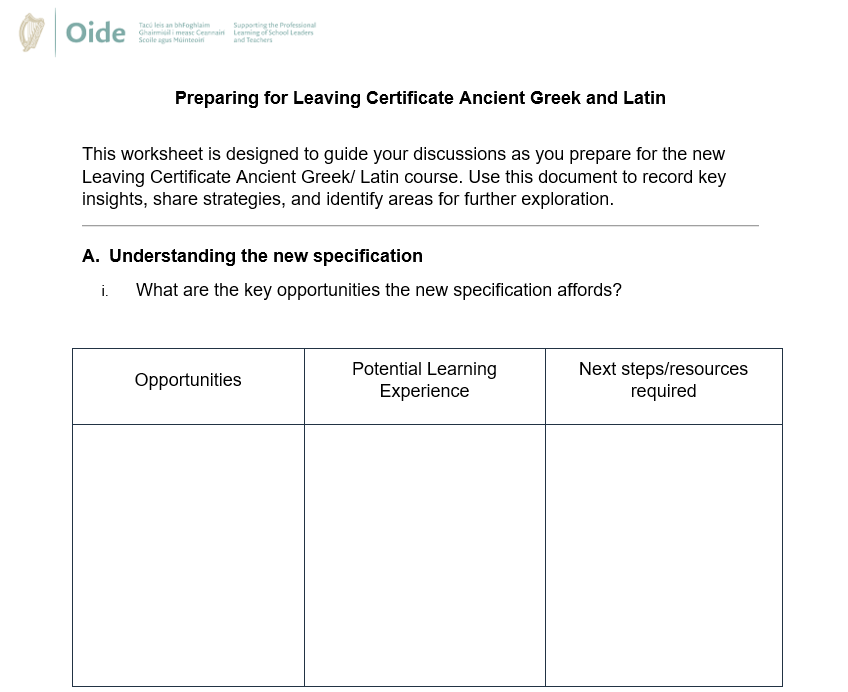 Oide
Tacú leis an bhFoghlaim
Ghairmiúil i measc Ceannairí
Scoile agus Múinteoirí
Supporting the Professional
Learning of School Leaders
and Teachers
Preparing for Leaving Certificate Ancient Greek and Latin
This worksheet is designed to guide your discussions as you prepare for the new
Leaving Certificate Ancient Greek/ Latin course. Use this document to record key
insights, share strategies, and identify areas for further exploration.
A. Understanding the new specification
i. What are the key opportunities the new specification affords?
Opportunities
Potential Learning
Experience
Next steps/resources
required